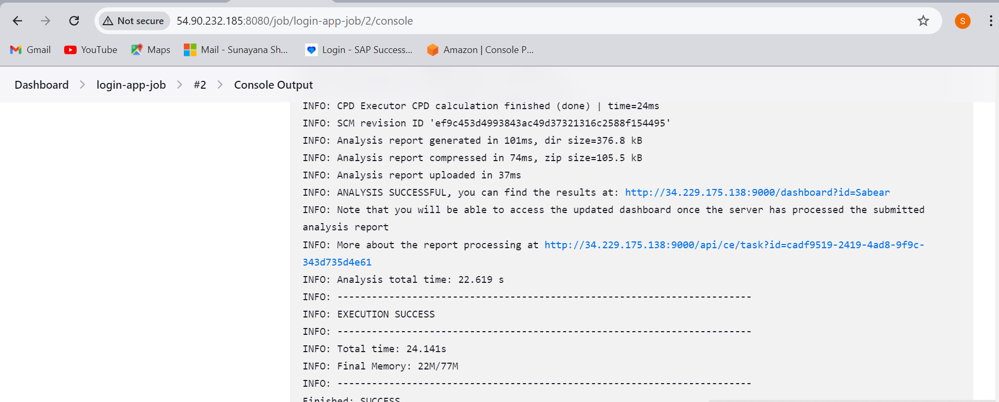 Not secure 54.90.232.185:8080/job/login-app-job/2/console S
Gmail YouTube Maps Mail - Sunayana Sh... Login - SAP Success... Amazon | Console P...
Dashboard login-app-job #2 Console Output
INFO: CPD Executor CPD calculation finished (done) | time=24ms
INFO: SCM revision ID 'ef9c453d4993843ac49d37321316c2588f154495'
INFO: Analysis report generated in 101ms, dir size=376.8 kB
INFO: Analysis report compressed in 74ms, zip size=105.5 kB
INFO: Analysis report uploaded in 37ms
INFO: ANALYSIS SUCCESSFUL, you can find the results at: http://34.229.175.138:9000/dashboard?id=Sabear
INFO: Note that you will be able to access the updated dashboard once the server has processed the submitted
analysis report
INFO: More about the report processing at http://34.229.175.138:9000/api/ce/task?id=cadf9519-2419-4ad8-9f9c-
343d735d4e61
INFO: Analysis total time: 22.619 s
INFO: ------------------------------------------------------------------------
INFO: EXECUTION SUCCESS
INFO: ------------------------------------------------------------------------
INFO: Total time: 24.141s
INFO: Final Memory: 22M/77M
INFO: ------------------------------------------------------------------------
Finished: SUCCESS